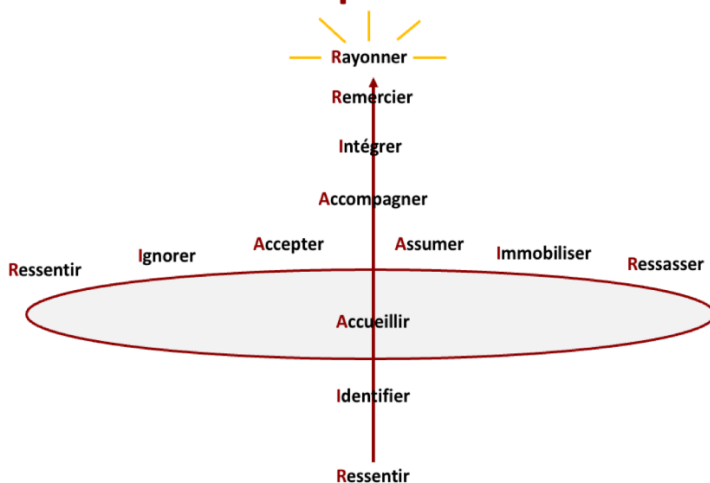 Rayonner
Remercier
Intégrer
Accompagner
Ressentir Ignorer Accepter Assumer Immobiliser Ressasser
Accueillir
Identifier
Ressentir